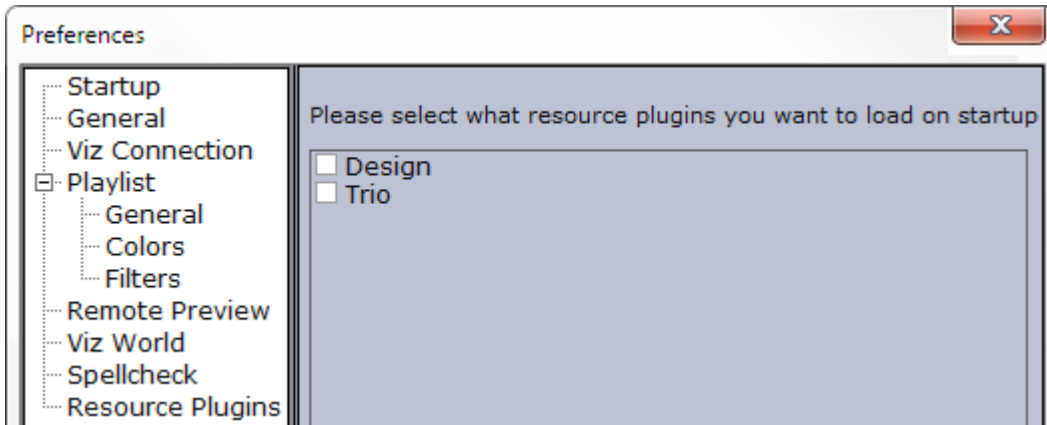 Preferences
Startup
General
Viz Connection
Playlist
General
Colors
Filters
Remote Preview
Viz World
Spellcheck
Resource Plugins
Please select what resource plugins you want to load on startup
Design
Trio